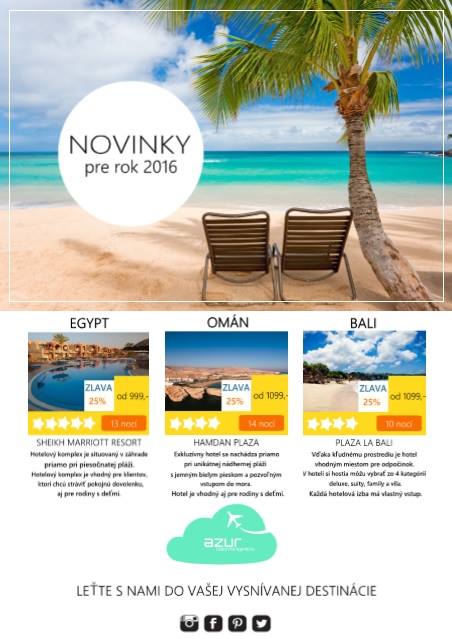 NOVINKY
pre rok 2016
EGYPT
ZLAVA
25%
od 999,-
13 nocí
SHEIKH MARRIOTT RESORT
Hotelový komplex je situovaný v záhrade
priamo pri piesočnatej pláži.
Hotelový komplex je vhodný pre klientov,
ktorí chcú stráviť pokojnú dovolenku,
aj pre rodiny s deťmi.
OMÁN
ZLAVA
25%
od 1099,-
14 nocí
HAMDAN PLAZA
Exkluzívny hotel sa nachádza priamo
pri unikátnej nádhernej pláži
s jemným bielym pieskom a pozvoľným
vstupom do mora.
Hotel je vhodný aj pre rodiny s deťmi.
BALI
ZLAVA
25%
od 1099,-
10 nocí
PLAZA LA BALI
Vďaka kľudnému prostrediu je hotel
vhodným miestom pre odpočinok.
V hoteli si hostia môžu vybrať zo 4 kategórií
deluxe, suity, family a vila.
Každá hotelová izba má vlastný vstup.
azur
LEŤTE S NAMI DO VAŠEJ VYSNÍVANEJ DESTINÁCIE